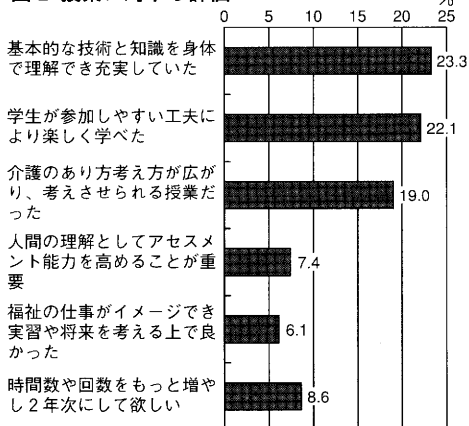 %
0 5 10 15 20 25
基本的な技術と知識を身体
で理解でき充実していた
23.3
学生が参加しやすい工夫に
より楽しく学べた
22.1
介護のあり方考え方が広が
り、考えさせられる授業だ
った
19.0
人間の理解としてアセスメ
ント能力を高めることが重
要
7.4
福祉の仕事がイメージでき
実習や将来を考える上で良
かった
6.1
時間数や回数をもっと増や
し2年次にして欲しい
8.6